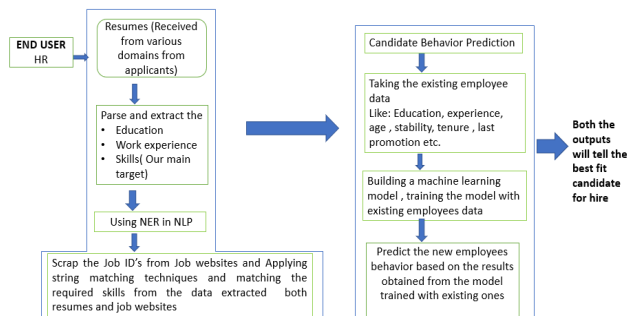 END USER
HR
Resumes (Received
from various
domains from
applicants)
Parse and extract the
• Education
• Work experience
• Skills( Our main
target)
Using NER in NLP
Scrap the Job ID's from Job websites and Applying
string matching techniques and matching the
required skills from the data extracted both
resumes and job websites
Candidate Behavior Prediction
Taking the existing employee
data
Like: Education, experience,
age , stability, tenure , last
promotion etc.
Building a machine learning
model , training the model with
existing employees data
Predict the new employees
behavior based on the results
obtained from the model
trained with existing ones
Both the
outputs
will tell the
best fit
candidate
for hire